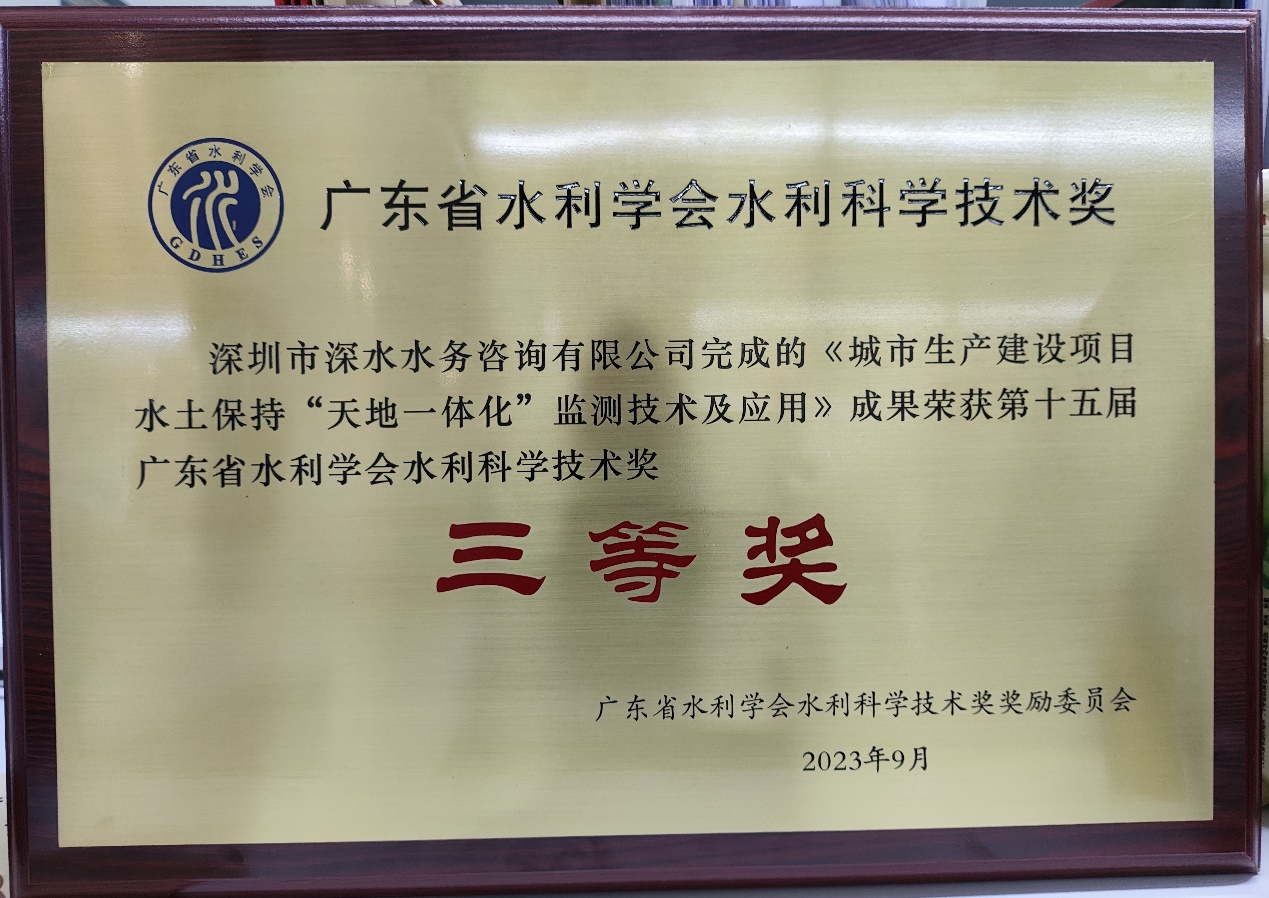 广东省水利学会
GDHES
广东省水利学会水利科学技术奖
深圳市深水水务咨询有限公司完成的《城市生产建设项目
水土保持“天地一体化”监测技术及应用》成果荣获第十五届
广东省水利学会水利科学技术奖
三等奖
广东省水利学会水利科学技术奖奖励委员会
2023年9月